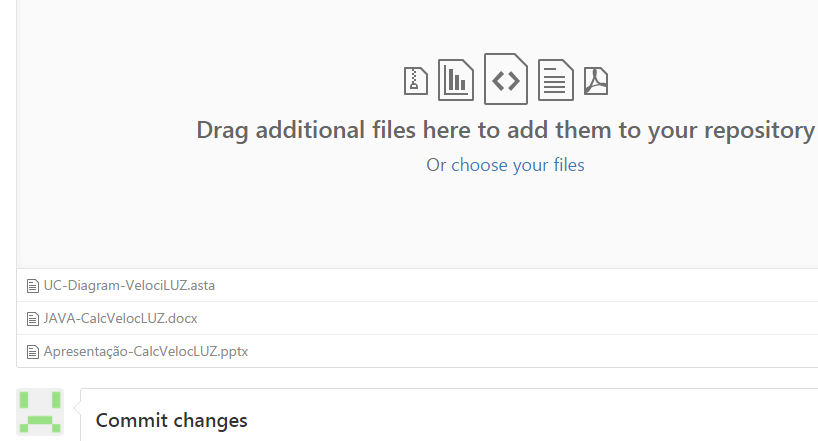 Drag additional files here to add them to your repository
Or choose your files
UC-Diagram-VelociLUZ.asta
JAVA-CalcVelocLUZ.docx
Apresentação-CalcVelocLUZ.pptx
Commit changes